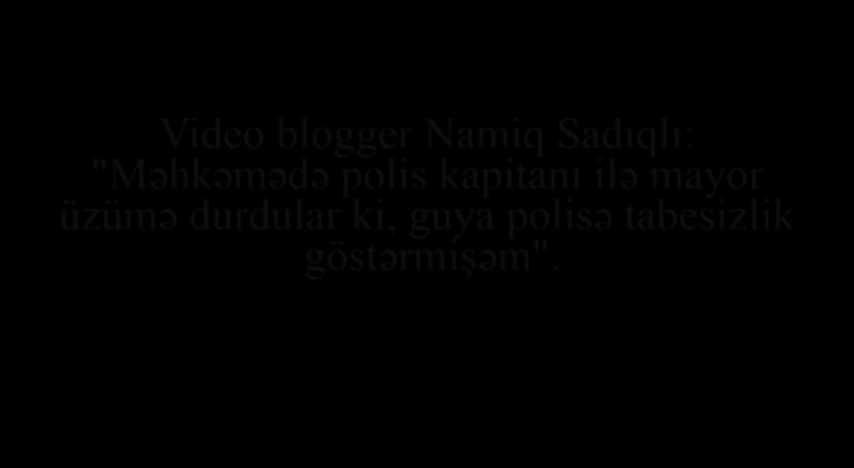 Video blogger Namiq Sadıqlı:
"Məhkəmədə polis kapitanı ilə mayor
üzümə durdular ki, guya polisə tabesizlik
göstərmişəm".